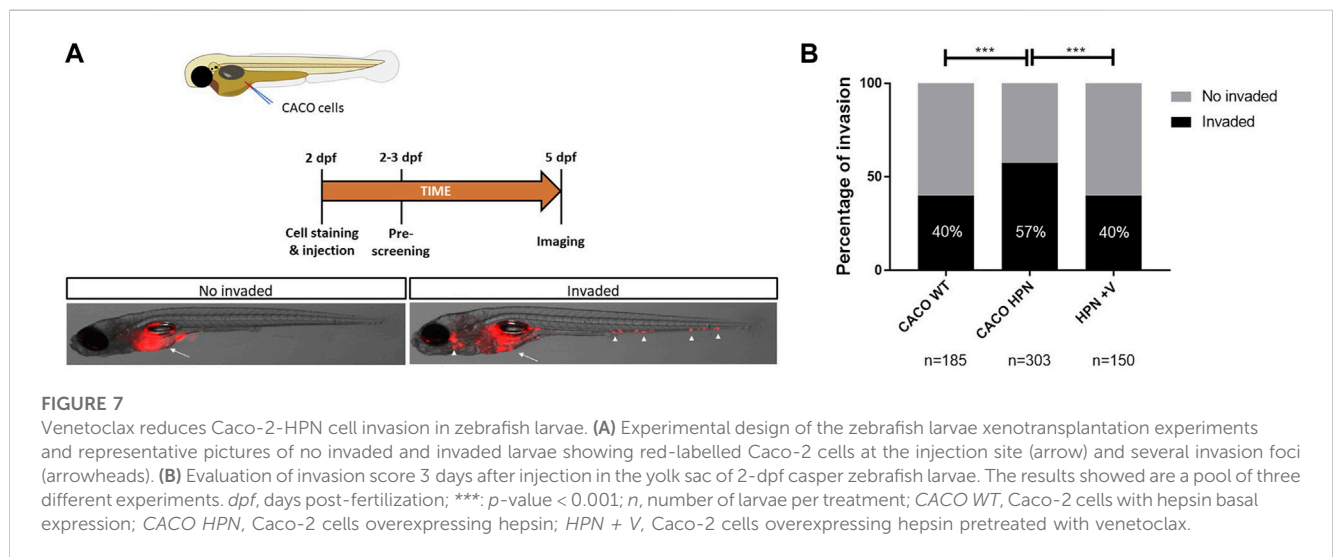 A
CACO cells
2 dpf
2-3 dpf
5 dpf
TIME
Cell staining
& injection
Pre-
screening
Imaging
No invaded
Invaded
B
***
***
Percentage of invasion
100
50
0
40%
57%
40%
CACO WT
CACO HPN
HPN +V
n=185
n=303
n=150
No invaded
Invaded
FIGURE 7
Venetoclax reduces Caco-2-HPN cell invasion in zebrafish larvae. (A) Experimental design of the zebrafish larvae xenotransplantation experiments
and representative pictures of no invaded and invaded larvae showing red-labelled Caco-2 cells at the injection site (arrow) and several invasion foci
(arrowheads). (B) Evaluation of invasion score 3 days after injection in the yolk sac of 2-dpf casper zebrafish larvae. The results showed are a pool of three
different experiments. dpf, days post-fertilization; ***: p-value < 0.001; n, number of larvae per treatment; CACO WT, Caco-2 cells with hepsin basal
expression; CACO HPN, Caco-2 cells overexpressing hepsin; HPN + V, Caco-2 cells overexpressing hepsin pretreated with venetoclax.